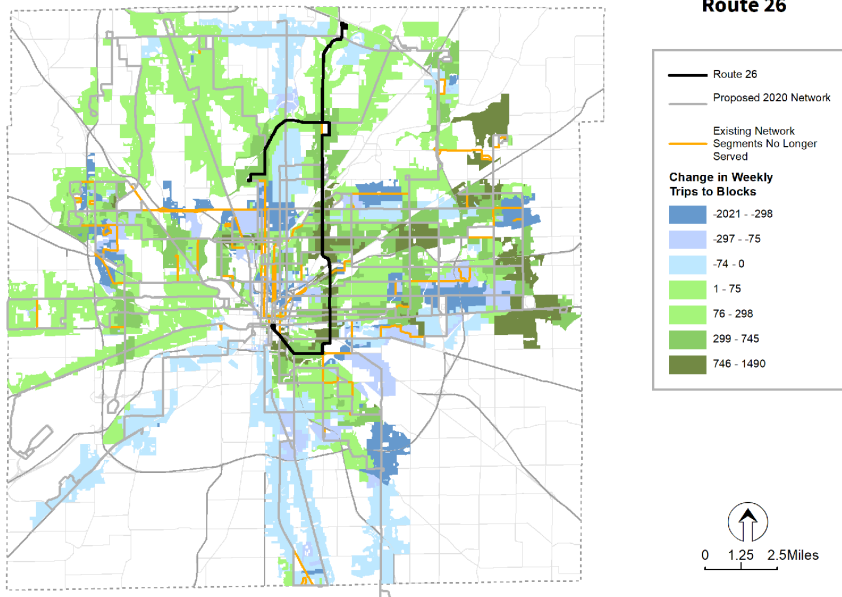 Route 26
Route 26
Proposed 2020 Network
Existing Network
Segments No Longer
Served
Change in Weekly
Trips to Blocks
-2021 - -298
-297 - -75
-74 - 0
1 - 75
76 - 298
299 - 745
746 - 1490
0 1.25 2.5Miles